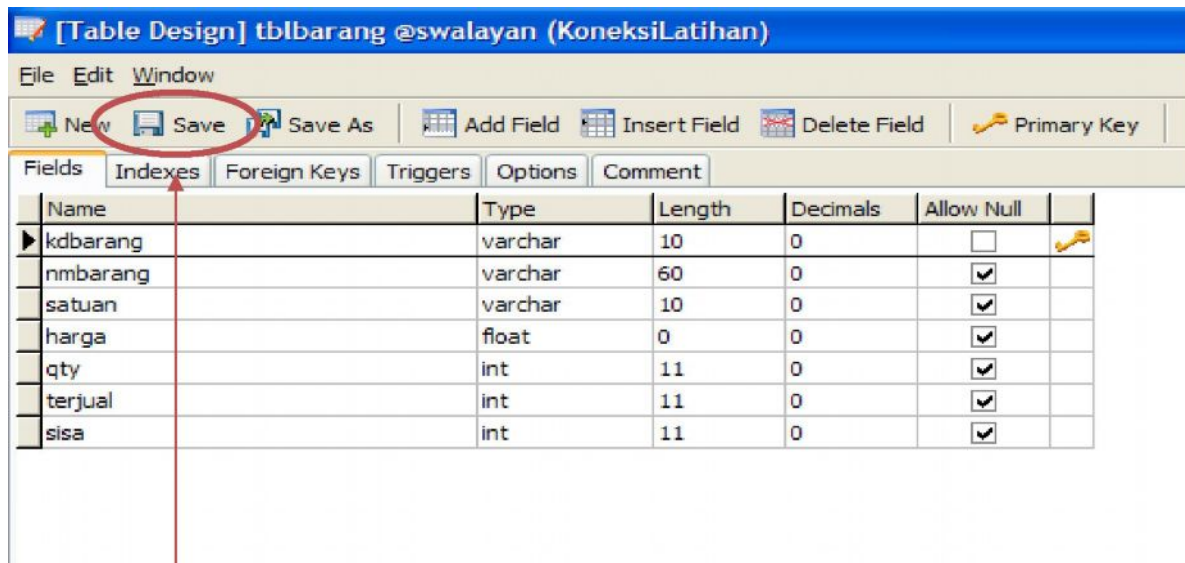 [Table Design] tblbarang @swalayan (KoneksiLatihan)
File Edit Window
New Save Save As Add Field Insert Field Delete Field Primary Key
Fields Indexes Foreign Keys Triggers Options Comment
Name Type Length Decimals Allow Null
kdbarang varchar 10 0
nmbarang varchar 60 0
satuan varchar 10 0
harga float 0 0
qty int 11 0
terjual int 11 0
sisa int 11 0